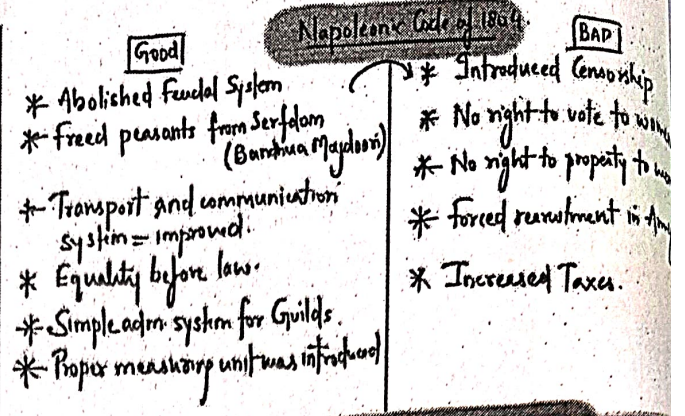 Napoleon's Code of 1804.
Good
* Abolished Feudal System
* Freed peasants from Serfdom
(Bandhua Majdoori)
* Transport and communication
system = improved.
* Equality before law.
* Simple adm. system for Guilds.
* Proper measuring unit was introduced
BAD
* Introduced Censorship
* No right to vote to
* No right to property to
* Forced recruitment in
* Increased Taxes.